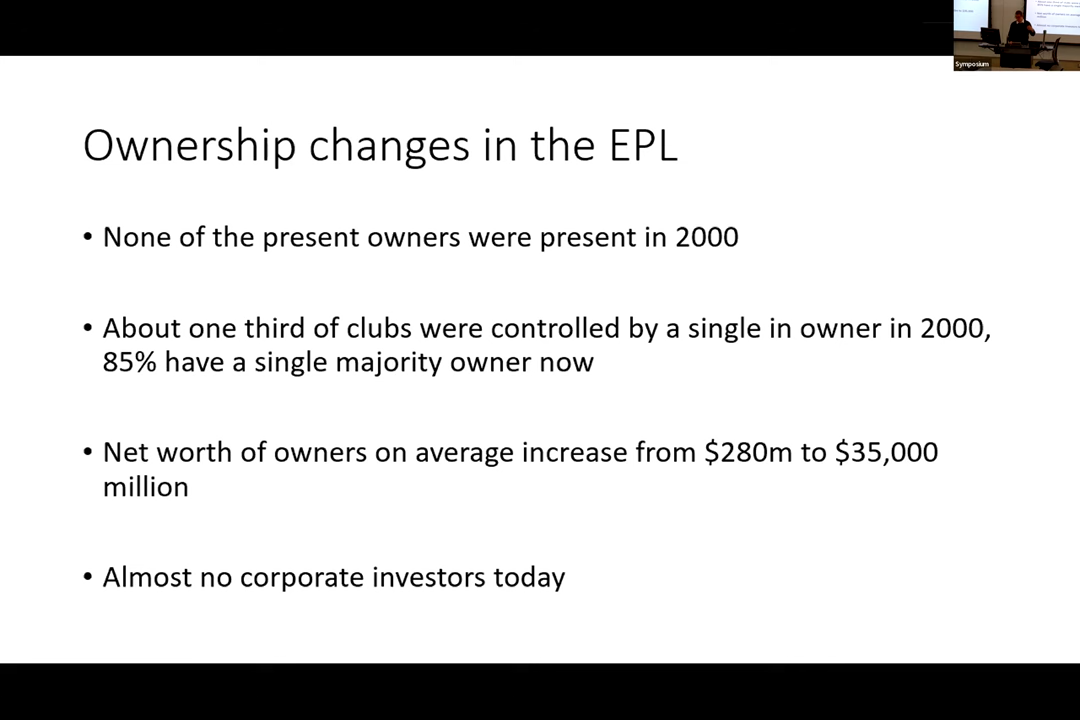 Symposium
Ownership changes in the EPL
• None of the present owners were present in 2000
• About one third of clubs were controlled by a single in owner in 2000,
85% have a single majority owner now
• Net worth of owners on average increase from $280m to $35,000
million
• Almost no corporate investors today